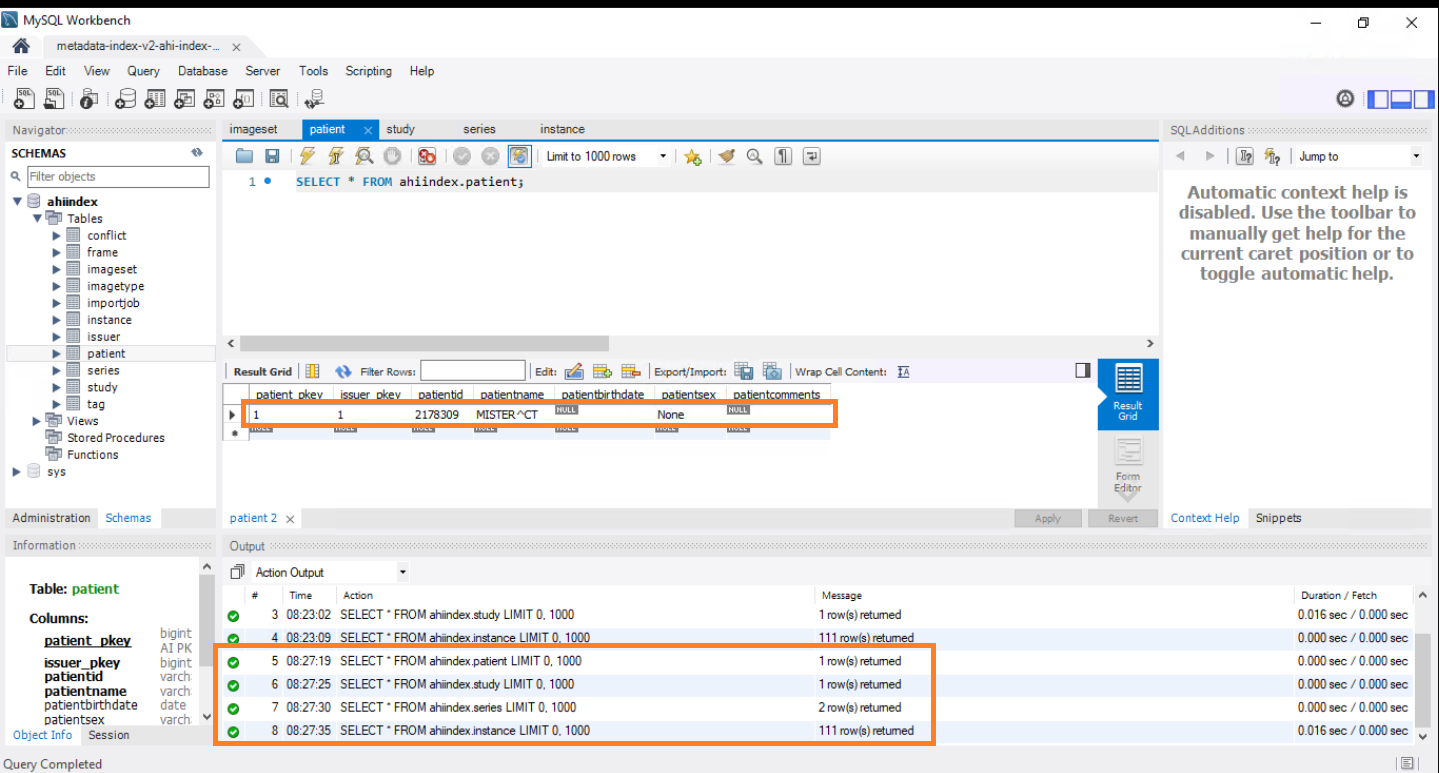 MySQL Workbench
metadata-index-v2-ahi-index-...
File Edit View Query Database Server Tools Scripting Help
Navigator
SCHEMAS
Filter objects
ahiindex
Tables
conflict
frame
imageset
imagetype
importjob
instance
issuer
patient
series
study
tag
Views
Stored Procedures
Functions
sys
Administration Schemas
imageset patient study series instance
Limit to 1000 rows
1 SELECT * FROM ahiindex.patient;
Result Grid Filter Rows: Edit: Export/Import: Wrap Cell Content:
patient_pkey issuer_pkey patientid patientname patientbirthdate patientsex patientcomments
1 1 2178309 MISTER^CT NULL None NULL
NULL NULL NULL NULL NULL NULL NULL
Result Grid
Form Editor
patient 2
Apply Revert
SQLAdditions
Jump to
Automatic context help is
disabled. Use the toolbar to
manually get help for the
current caret position or to
toggle automatic help.
Context Help Snippets
Information
Table: patient
Columns:
patient_pkey bigint
AI PK
issuer_pkey bigint
patientid varch
patientname varch
patientbirthdate date
patientsex varch
Object Info Session
Output
Action Output
# Time Action Message Duration / Fetch
3 08:23:02 SELECT * FROM ahiindex.study LIMIT 0, 1000 1 row(s) returned 0.016 sec / 0.000 sec
4 08:23:09 SELECT * FROM ahiindex.instance LIMIT 0, 1000 111 row(s) returned 0.000 sec / 0.000 sec
5 08:27:19 SELECT * FROM ahiindex.patient LIMIT 0, 1000 1 row(s) returned 0.000 sec / 0.000 sec
6 08:27:25 SELECT * FROM ahiindex.study LIMIT 0, 1000 1 row(s) returned 0.000 sec / 0.000 sec
7 08:27:30 SELECT * FROM ahiindex.series LIMIT 0, 1000 2 row(s) returned 0.000 sec / 0.000 sec
8 08:27:35 SELECT * FROM ahiindex.instance LIMIT 0, 1000 111 row(s) returned 0.016 sec / 0.000 sec
Query Completed